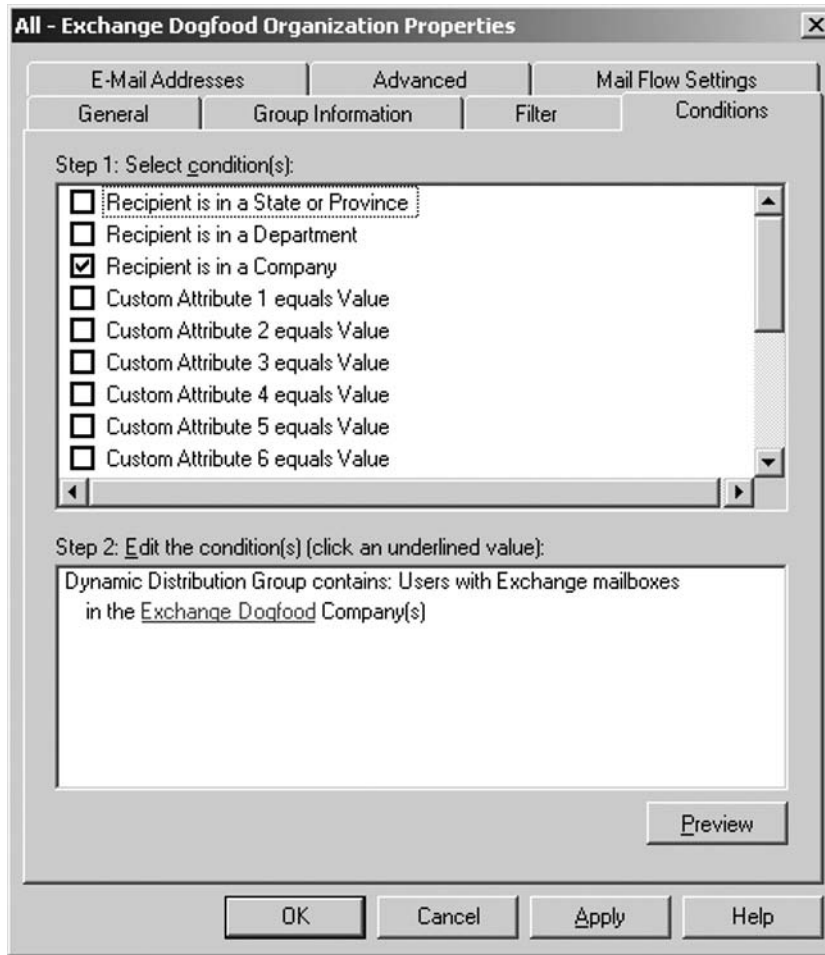 All - Exchange Dogfood Organization Properties
E-Mail Addresses
Advanced
Mail Flow Settings
General
Group Information
Filter
Conditions
Step 1: Select condition(s):
Recipient is in a State or Province
Recipient is in a Department
Recipient is in a Company
Custom Attribute 1 equals Value
Custom Attribute 2 equals Value
Custom Attribute 3 equals Value
Custom Attribute 4 equals Value
Custom Attribute 5 equals Value
Custom Attribute 6 equals Value
Step 2: Edit the condition(s) (click an underlined value):
Dynamic Distribution Group contains: Users with Exchange mailboxes
in the Exchange Dogfood Company(s)
Preview
OK
Cancel
Apply
Help